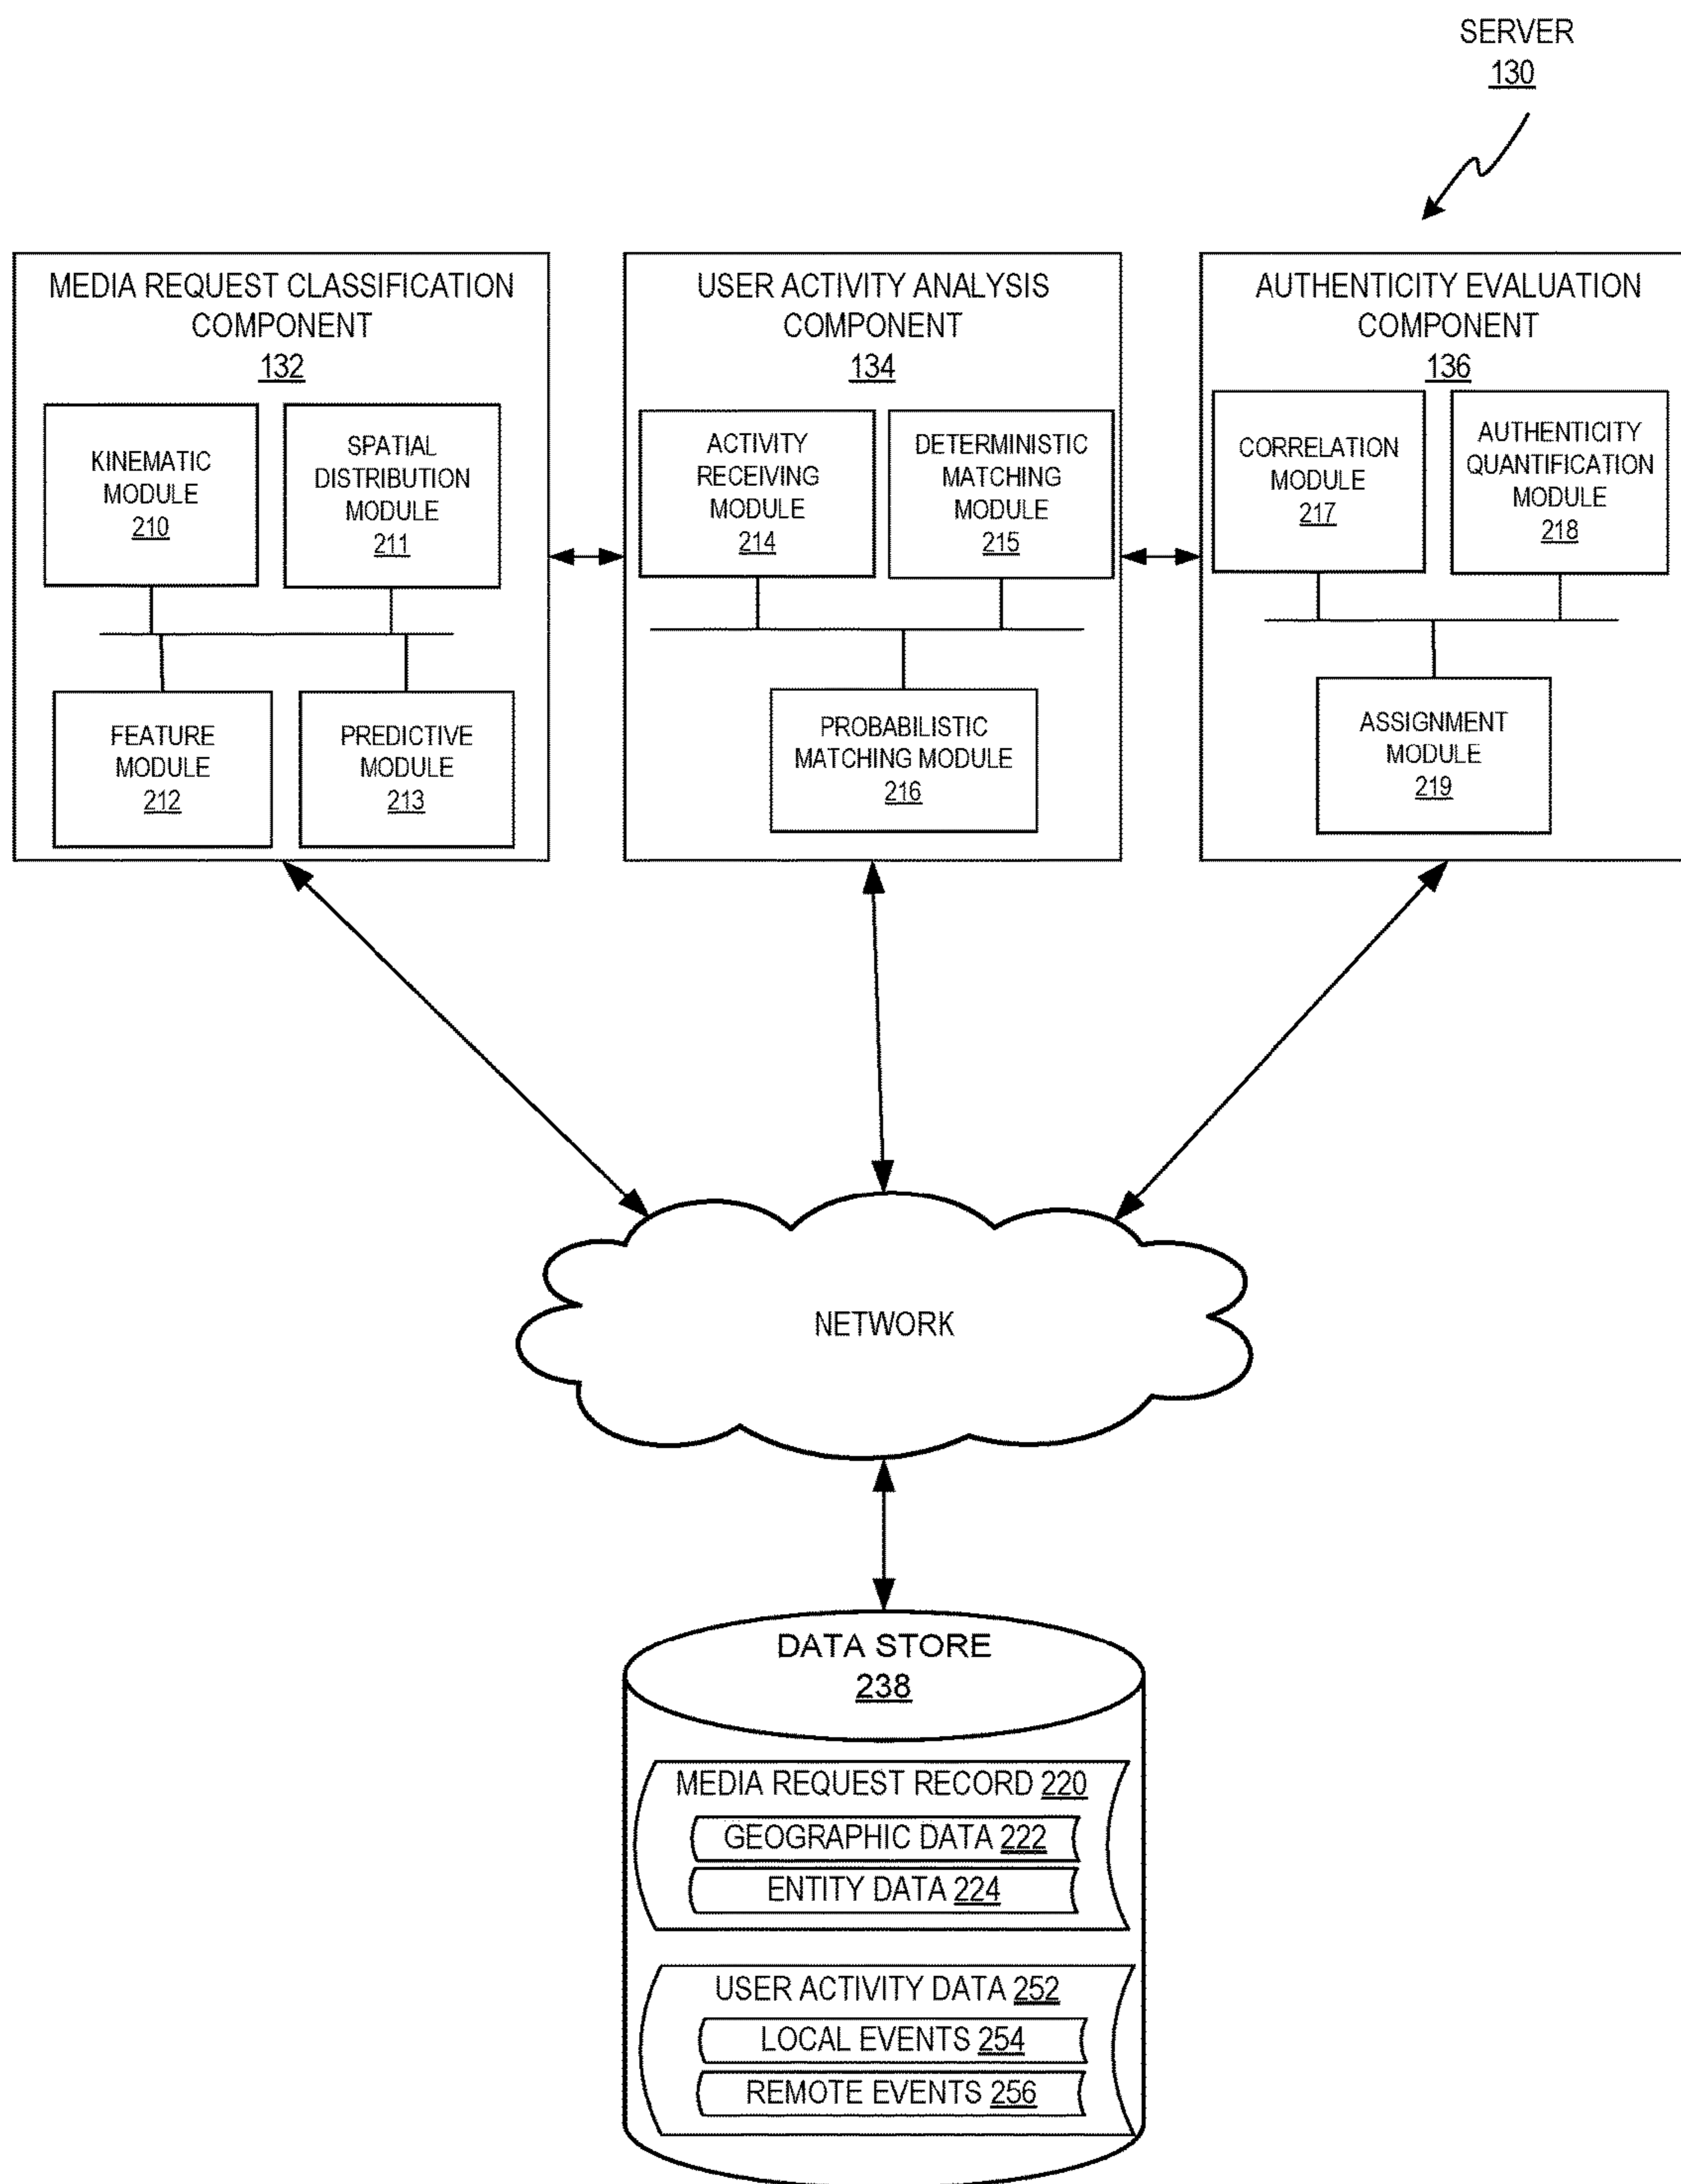 SERVER
130
MEDIA REQUEST CLASSIFICATION
COMPONENT
132
KINEMATIC
MODULE
210
SPATIAL
DISTRIBUTION
MODULE
211
FEATURE
MODULE
212
PREDICTIVE
MODULE
213
USER ACTIVITY ANALYSIS
COMPONENT
134
ACTIVITY
RECEIVING
MODULE
214
DETERMINISTIC
MATCHING
MODULE
215
PROBABILISTIC
MATCHING MODULE
216
AUTHENTICITY EVALUATION
COMPONENT
136
CORRELATION
MODULE
217
AUTHENTICITY
QUANTIFICATION
MODULE
218
ASSIGNMENT
MODULE
219
NETWORK
DATA STORE
238
MEDIA REQUEST RECORD 220
GEOGRAPHIC DATA 222
ENTITY DATA 224
USER ACTIVITY DATA 252
LOCAL EVENTS 254
REMOTE EVENTS 256